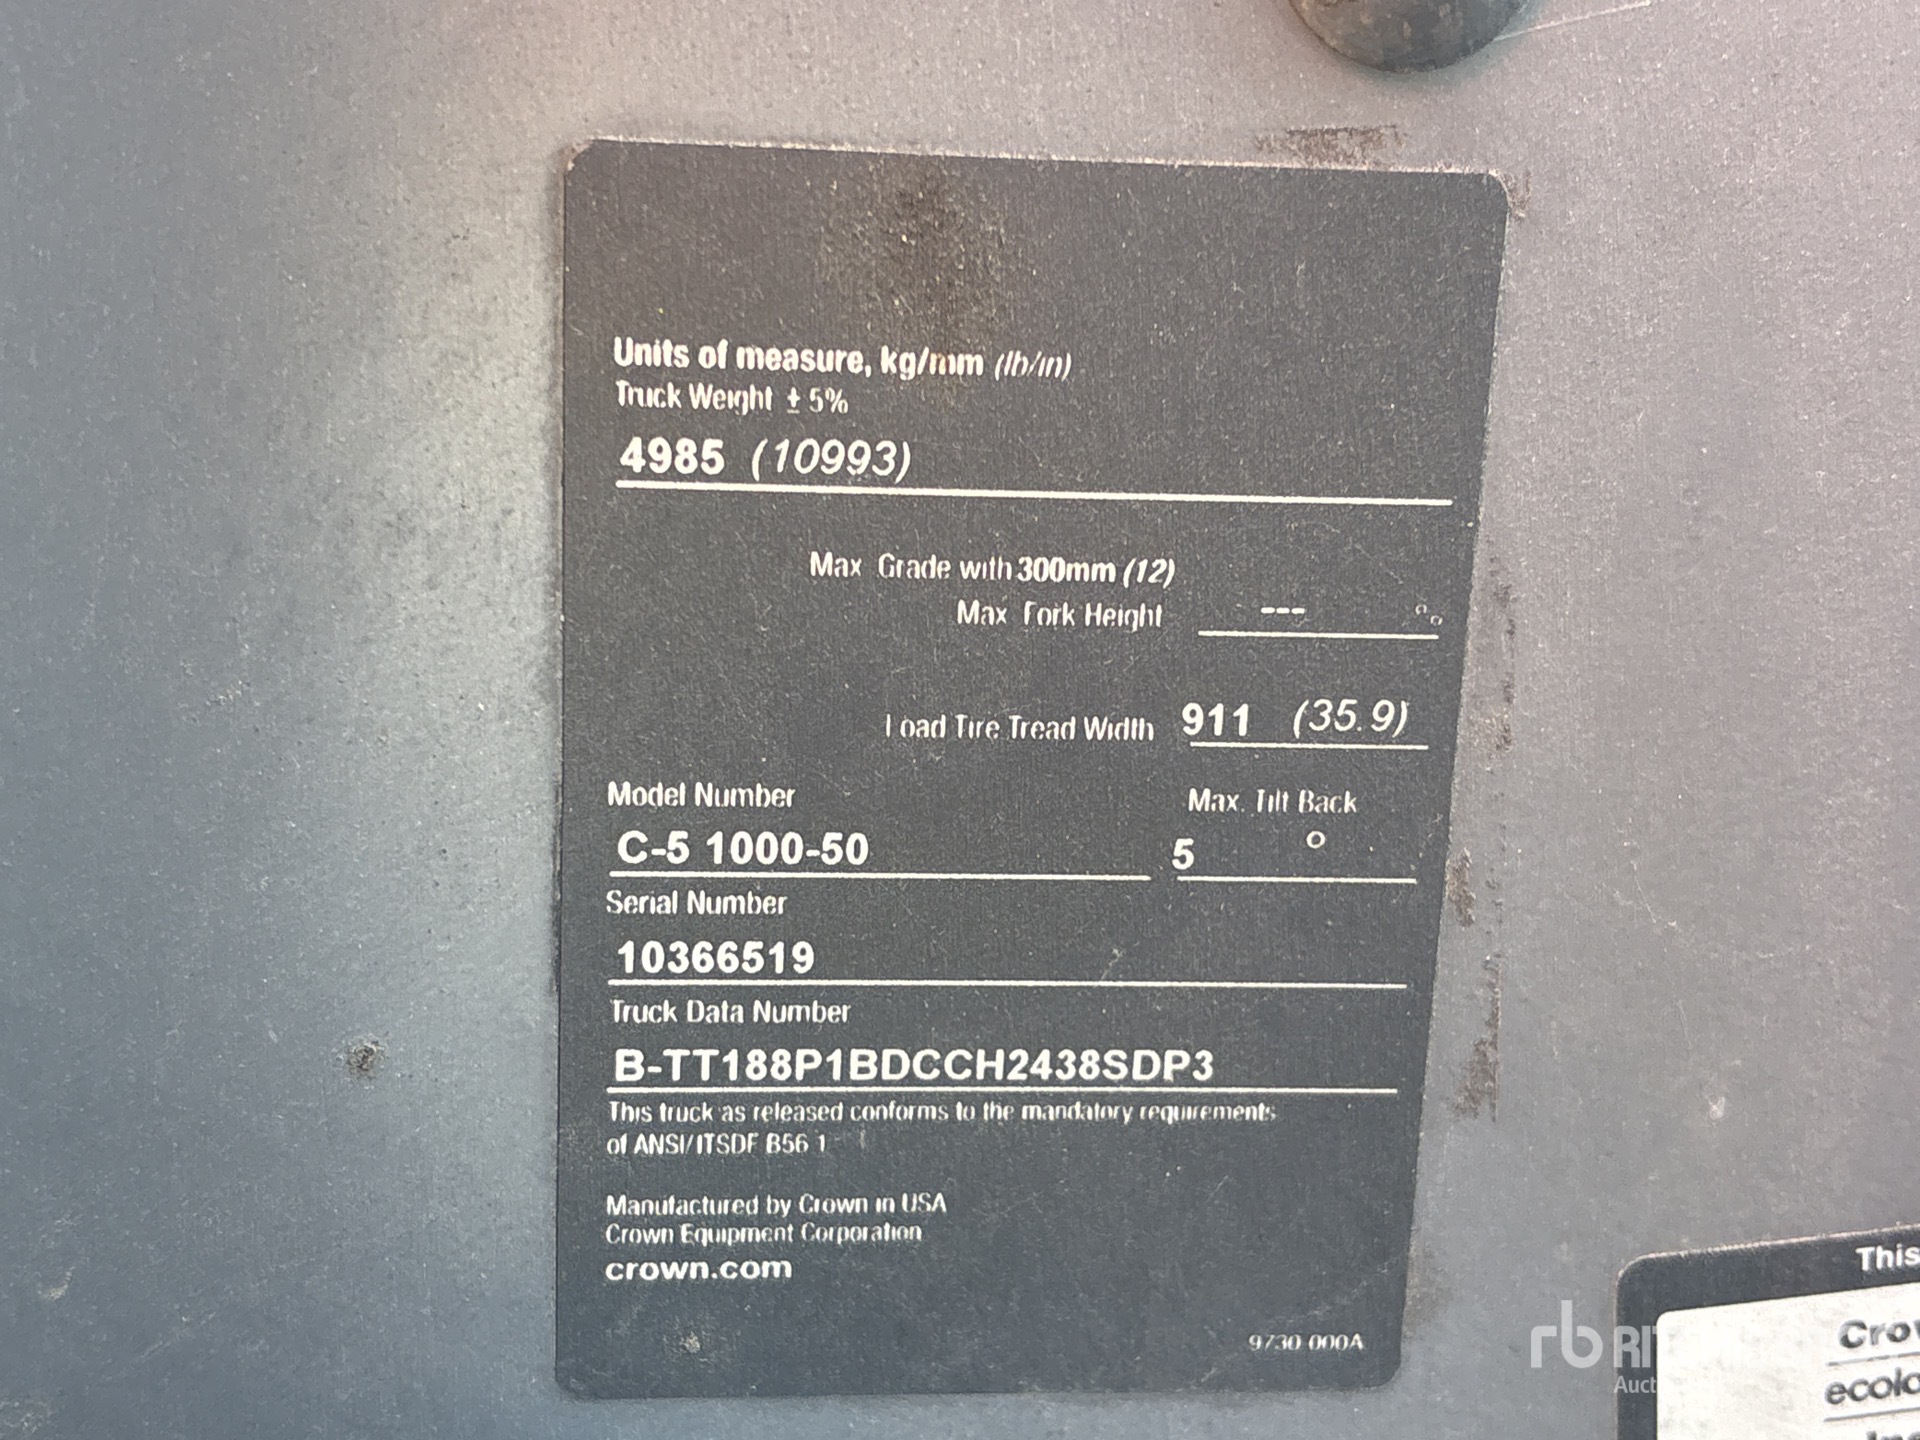 Units of measure, kg/mm (lb/in)
Truck Weight ± 5%
4985 (10993)
Max Grade with 300mm (12)
Max Fork Height --- %
Load Tire Tread Width 911 (35.9)
Model Number
Max. Tilt Back
C-5 1000-50
5 °
Serial Number
10366519
Truck Data Number
B-TT188P1BDCCH2438SDP3
This truck as released conforms to the mandatory requirements
of ANSI/ITSDF B56 1
Manufactured by Crown in USA
Crown Equipment Corporation
crown.com
9730 000A
This
rb